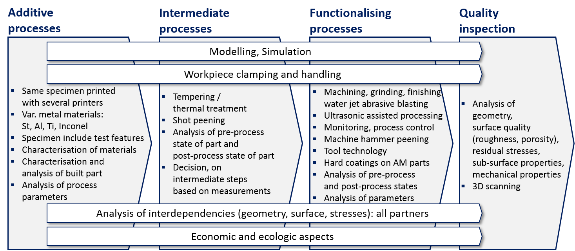 Additive
processes
Intermediate
processes
Functionalising
processes
Quality
inspection
Modelling, Simulation
Workpiece clamping and handling
▪ Same specimen printed
with several printers
▪ Var. metal materials:
St, Al, Ti, Inconel
▪ Specimen include test features
▪ Characterisation of materials
▪ Characterisation and
analysis of built part
▪ Analysis of process
parameters
▪ Tempering /
thermal treatment
▪ Shot peening
▪ Analysis of pre-process
state of part and
post-process state of part
▪ Decision, on
intermediate steps
based on measurements
▪ Machining, grinding, finishing
water jet abrasive blasting
▪ Ultrasonic assisted processing
▪ Monitoring, process control
▪ Machine hammer peening
▪ Tool technology
▪ Hard coatings on AM parts
▪ Analysis of pre-process
and post-process states
▪ Analysis of parameters
▪ Analysis of
geometry,
surface quality
(roughness, porosity),
residual stresses,
sub-surface properties,
mechanical properties
▪ 3D scanning
Analysis of interdependencies (geometry, surface, stresses): all partners
Economic and ecologic aspects